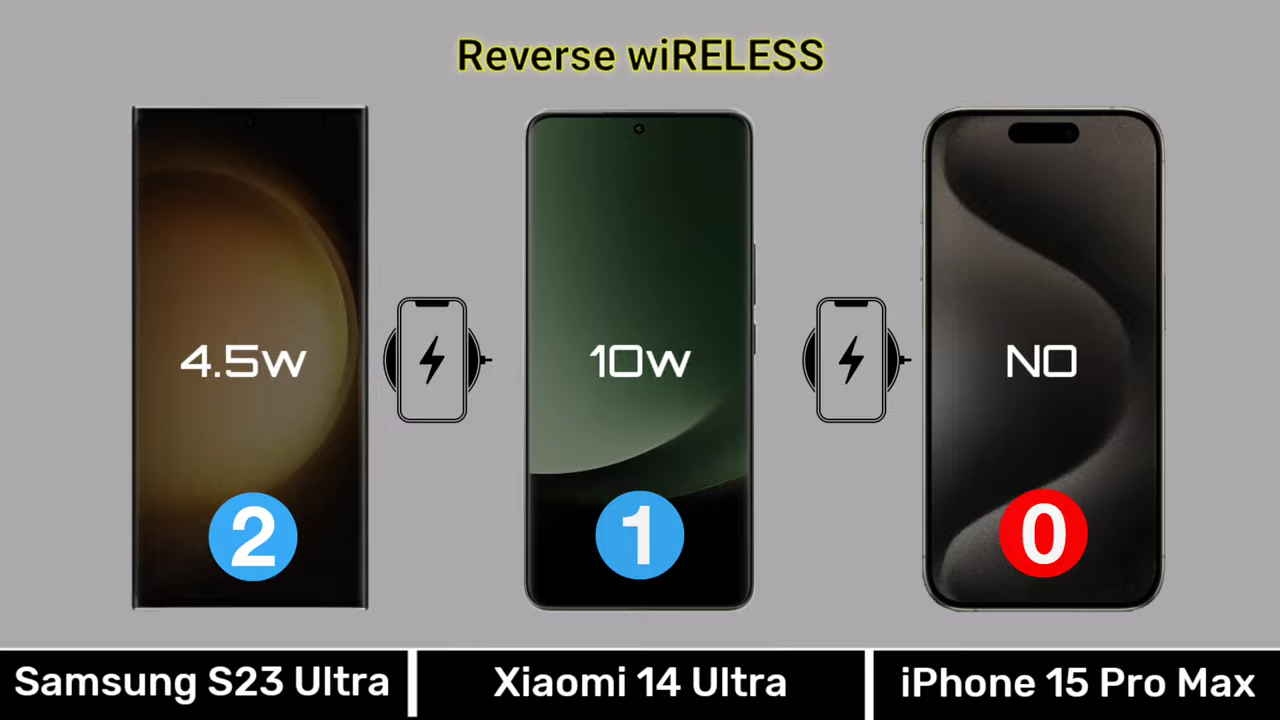 Reverse wiRELESS
4.5w
10w
NO
2
1
0
Samsung S23 Ultra
Xiaomi 14 Ultra
iPhone 15 Pro Max